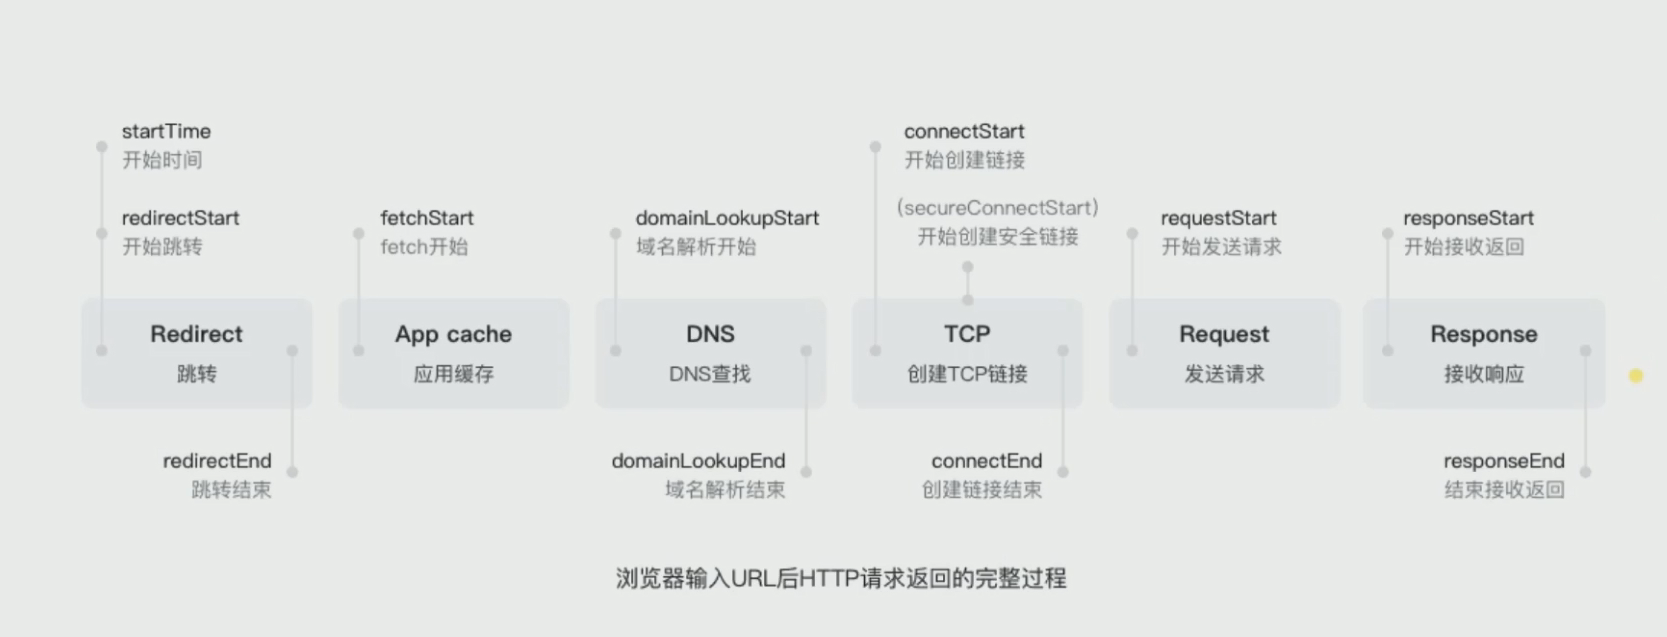 startTime
开始时间
redirectStart
开始跳转
Redirect
跳转
redirectEnd
跳转结束
fetchStart
fetch开始
App cache
应用缓存
domainLookupStart
域名解析开始
DNS
DNS查找
domainLookupEnd
域名解析结束
connectStart
开始创建链接
(secureConnectStart)
开始创建安全链接
TCP
创建TCP链接
connectEnd
创建链接结束
requestStart
开始发送请求
Request
发送请求
responseStart
开始接收返回
Response
接收响应
responseEnd
结束接收返回
浏览器输入URL后HTTP请求返回的完整过程